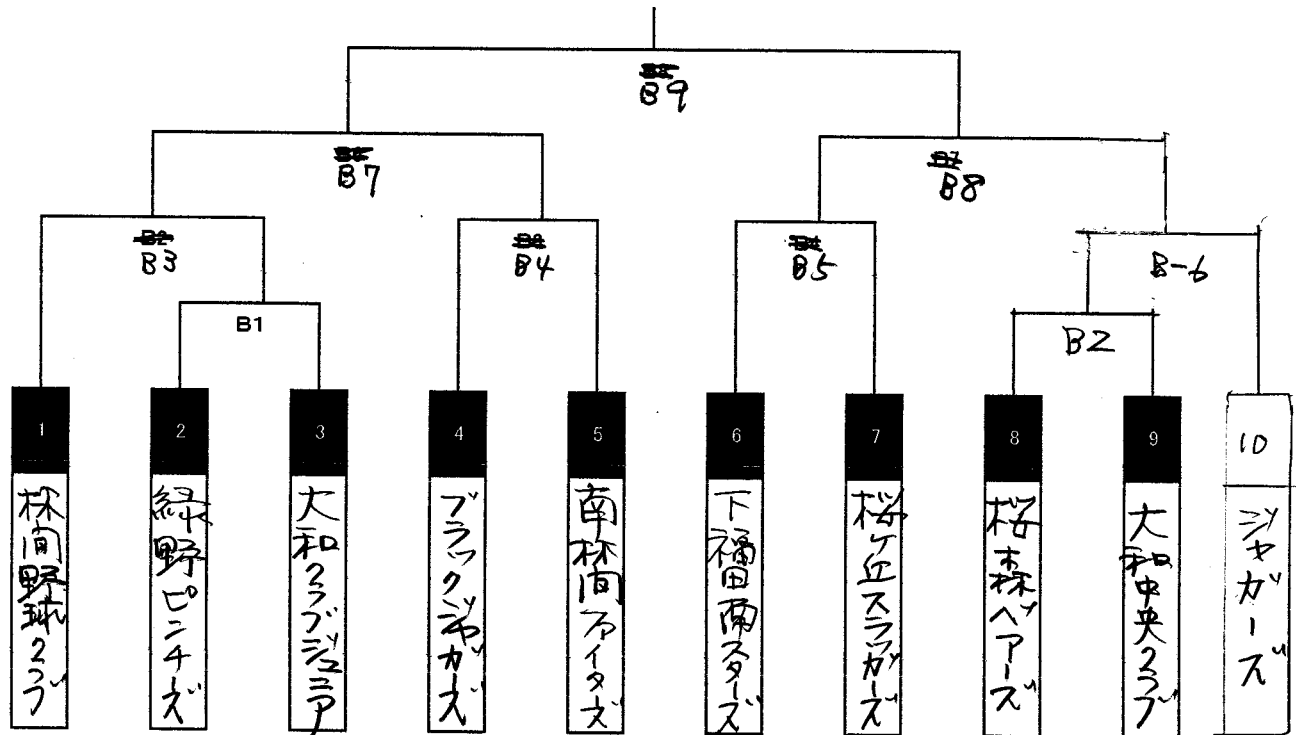 B9
B7
B8
B3
B4
B5
B-6
B1
B2
1
2
3
4
5
6
7
8
9
10
林間野球クラブ
緑野ピンチーズ
大和クラブジュニア
ブラックジャガーズ
南林間ファイターズ
下福田南スターズ
桜ケ丘スラッガーズ
桜森ベアーズ
大和中央クラブ
ジャガーズ